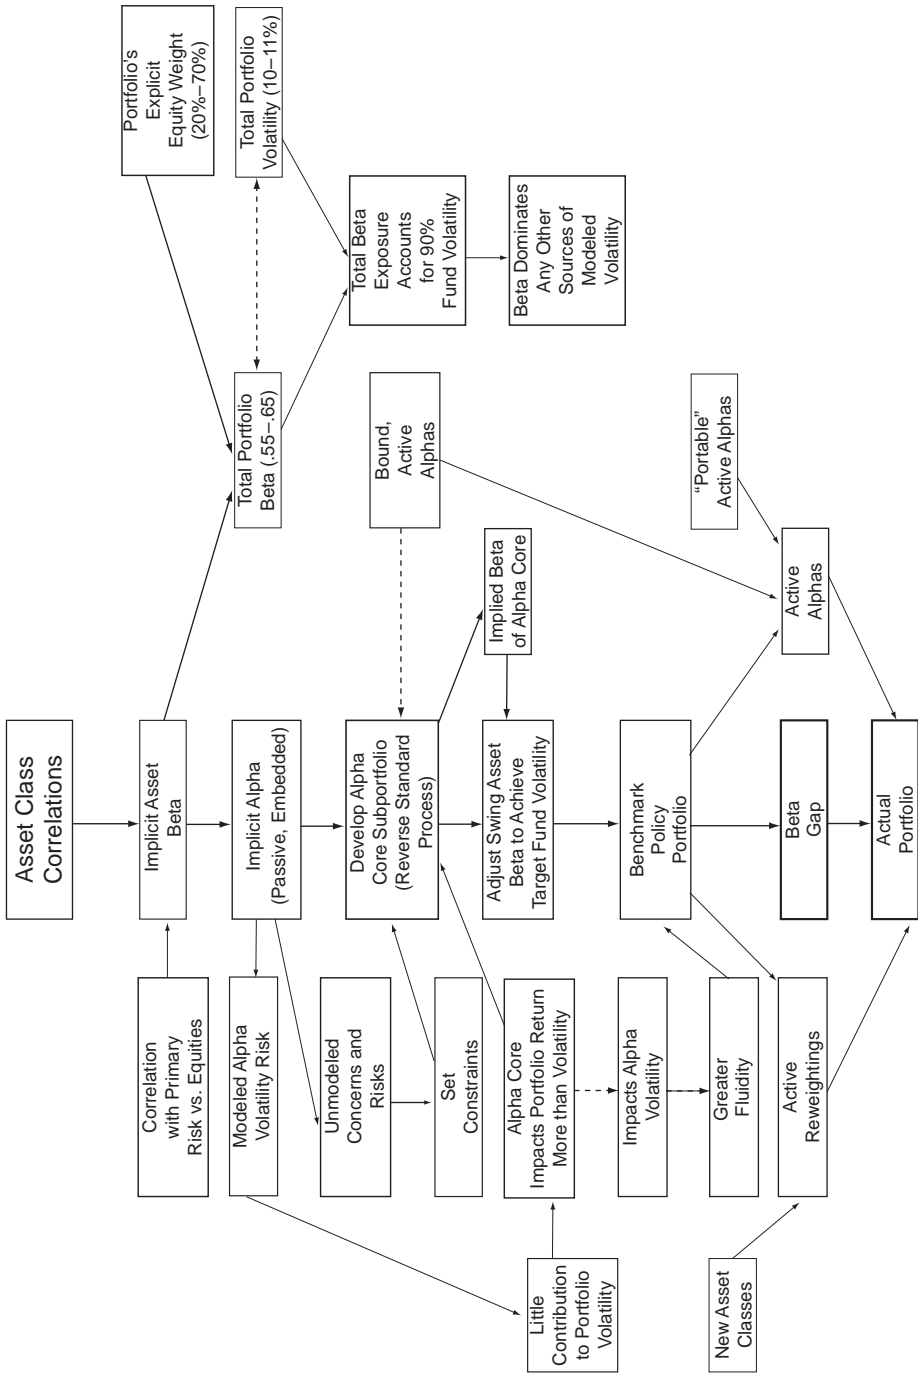 Asset Class
Correlations
Correlation
with Primary
Risk vs. Equities
Implicit Asset
Beta
Total Portfolio
Beta (.55–.65)
Portfolio's
Explicit
Equity Weight
(20%–70%)
Total Portfolio
Volatility (10–11%)
Modeled Alpha
Volatility Risk
Implicit Alpha
(Passive, Embedded)
Total Beta
Exposure
Accounts
for 90%
Fund Volatility
Unmodeled
Concerns and
Risks
Develop Alpha
Core Subportfolio
(Reverse Standard
Process)
Bound,
Active
Alphas
Beta Dominates
Any Other
Sources of
Modeled
Volatility
Set
Constraints
Implied Beta
of Alpha Core
Little
Contribution
to Portfolio
Volatility
Alpha Core
Impacts Portfolio Return
More than Volatility
Adjust Swing Asset
Beta to Achieve
Target Fund Volatility
Impacts Alpha
Volatility
Benchmark
Policy
Portfolio
“Portable”
Active Alphas
Greater
Fluidity
New Asset
Classes
Active
Reweightings
Beta
Gap
Active
Alphas
Actual
Portfolio